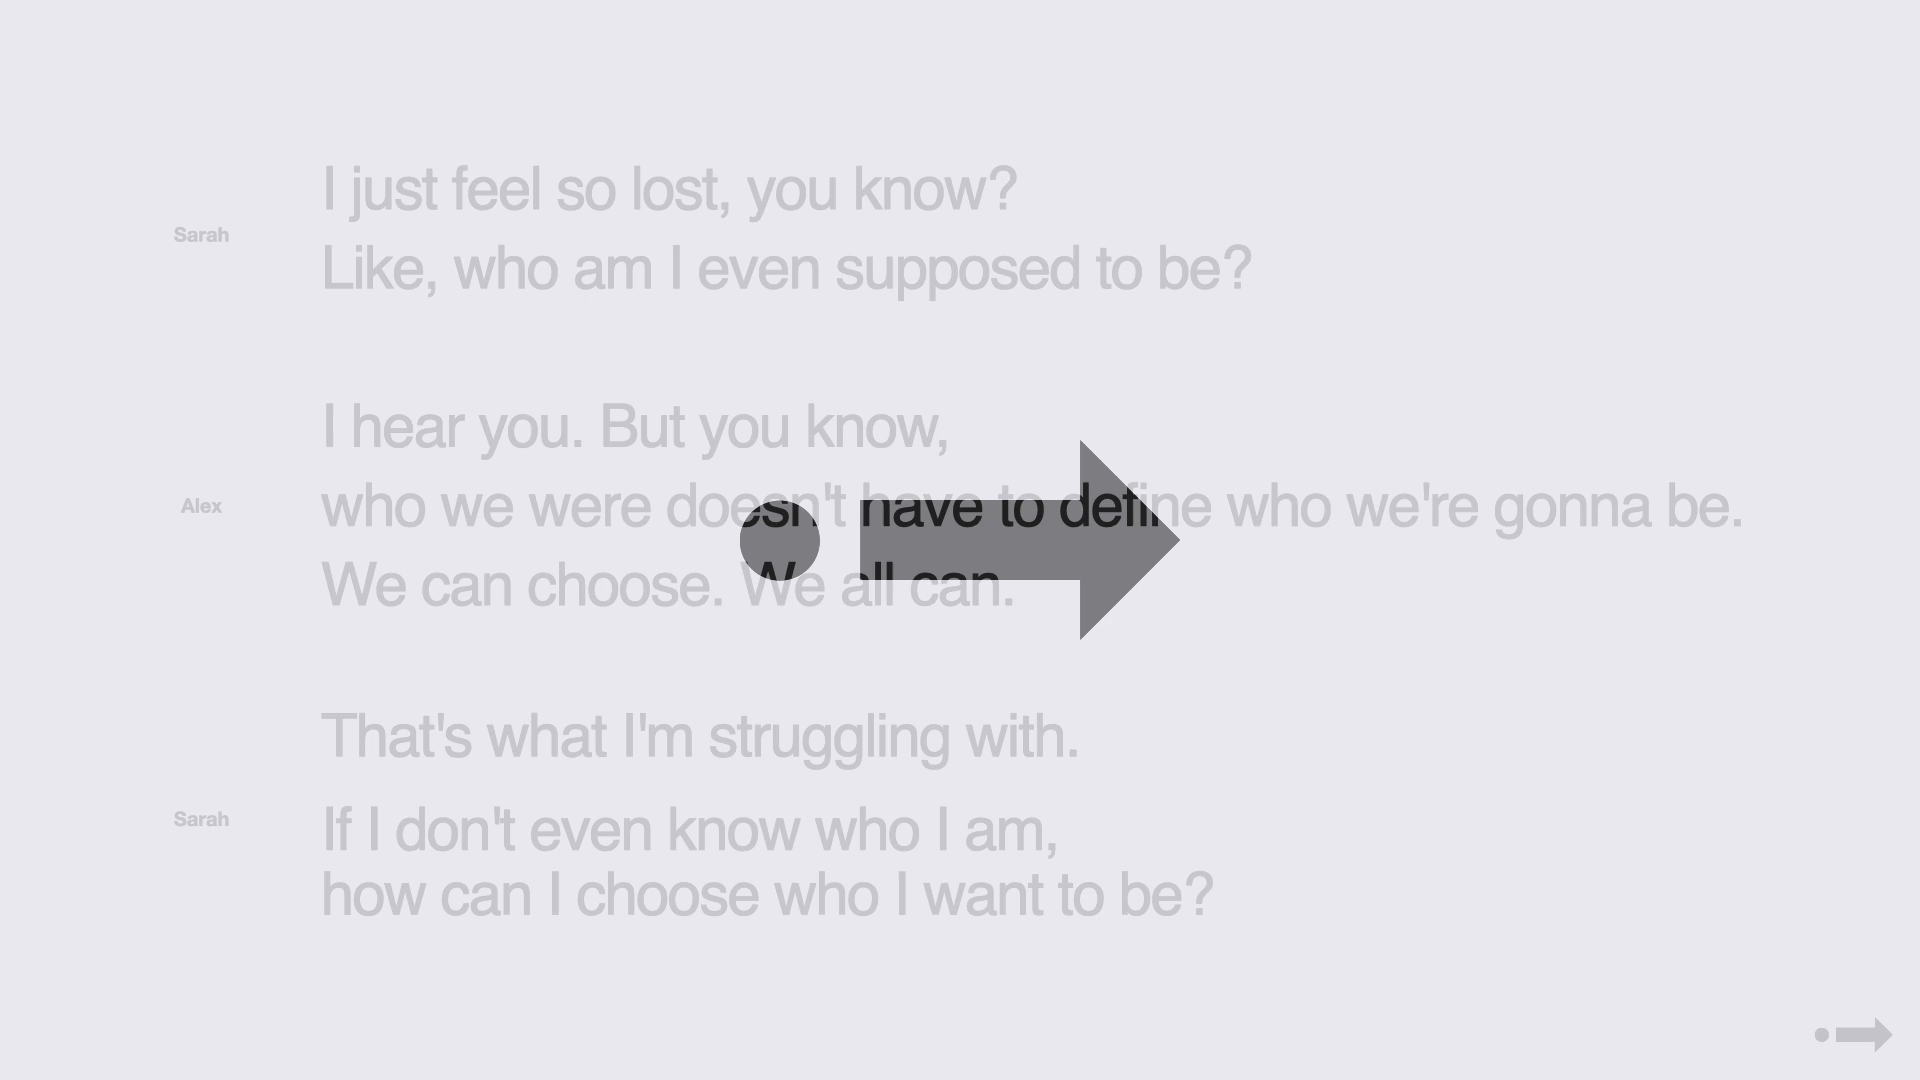 I just feel so lost, you know?
Sarah
Like, who am I even supposed to be?
I hear you. But you know,
Alex
who we were doesn't have to define who we're gonna be.
We can choose. We all can.
That's what I'm struggling with.
Sarah
If I don't even know who I am,
how can I choose who I want to be?